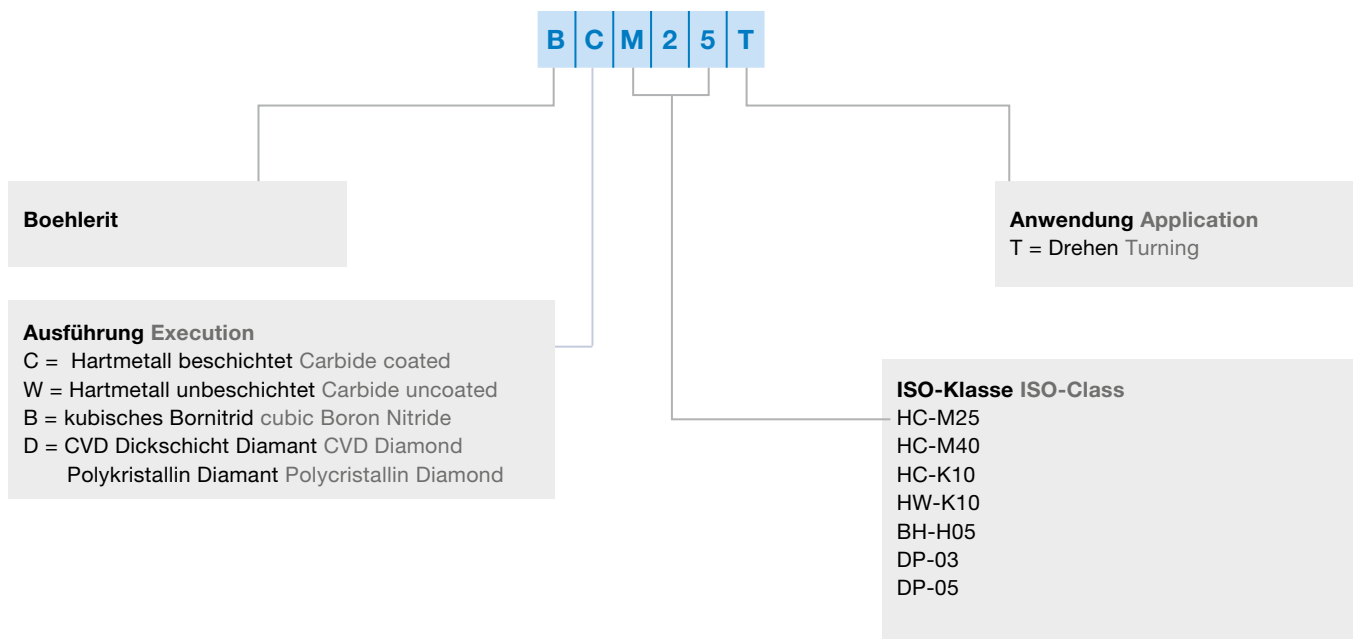 B C M 2 5 T
Boehlerit
Anwendung Application
T = Drehen Turning
Ausführung Execution
C = Hartmetall beschichtet Carbide coated
W = Hartmetall unbeschichtet Carbide uncoated
B = kubisches Bornitrid cubic Boron Nitride
D = CVD Dickschicht Diamant CVD Diamond
Polykristallin Diamant Polycristallin Diamond
ISO-Klasse ISO-Class
HC-M25
HC-M40
HC-K10
HW-K10
BH-H05
DP-03
DP-05